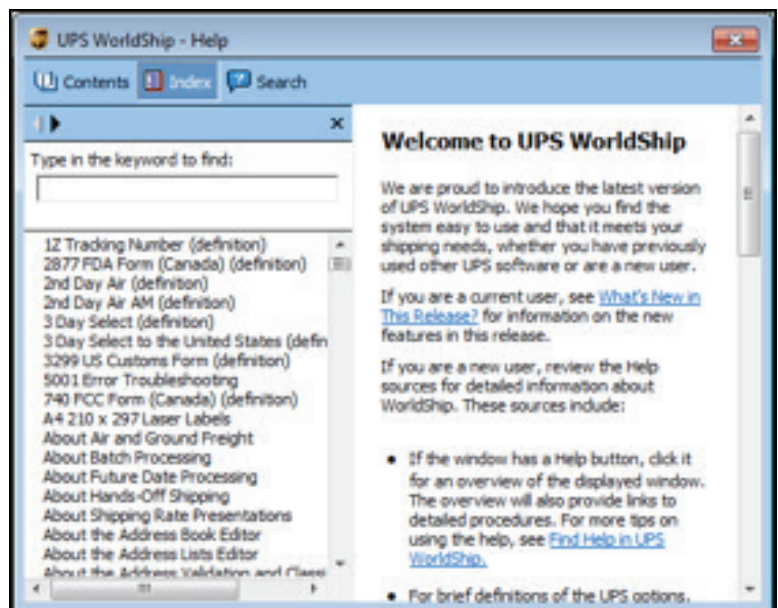 UPS WorldShip - Help
Contents Index Search
Type in the keyword to find:
1Z Tracking Number (definition)
2877 FDA Form (Canada) (definition)
2nd Day Air (definition)
2nd Day Air AM (definition)
3 Day Select (definition)
3 Day Select to the United States (defin
3299 US Customs Form (definition)
5001 Error Troubleshooting
740 FCC Form (Canada) (definition)
A4 210 x 297 Laser Labels
About Air and Ground Freight
About Batch Processing
About Future Date Processing
About Hands-Off Shipping
About Shipping Rate Presentations
About the Address Book Editor
About the Address Lists Editor
About the Address Validation and Classi
Welcome to UPS WorldShip
We are proud to introduce the latest version
of UPS WorldShip. We hope you find the
system easy to use and that it meets your
shipping needs, whether you have previously
used other UPS software or are a new user.
If you are a current user, see What's New in
This Release? for information on the new
features in this release.
If you are a new user, review the Help
sources for detailed information about
WorldShip. These sources include:
• If the window has a Help button, click it
for an overview of the displayed window.
The overview will also provide links to
detailed procedures. For more tips on
using the help, see Find Help in UPS
WorldShip.
• For brief definitions of the UPS options,